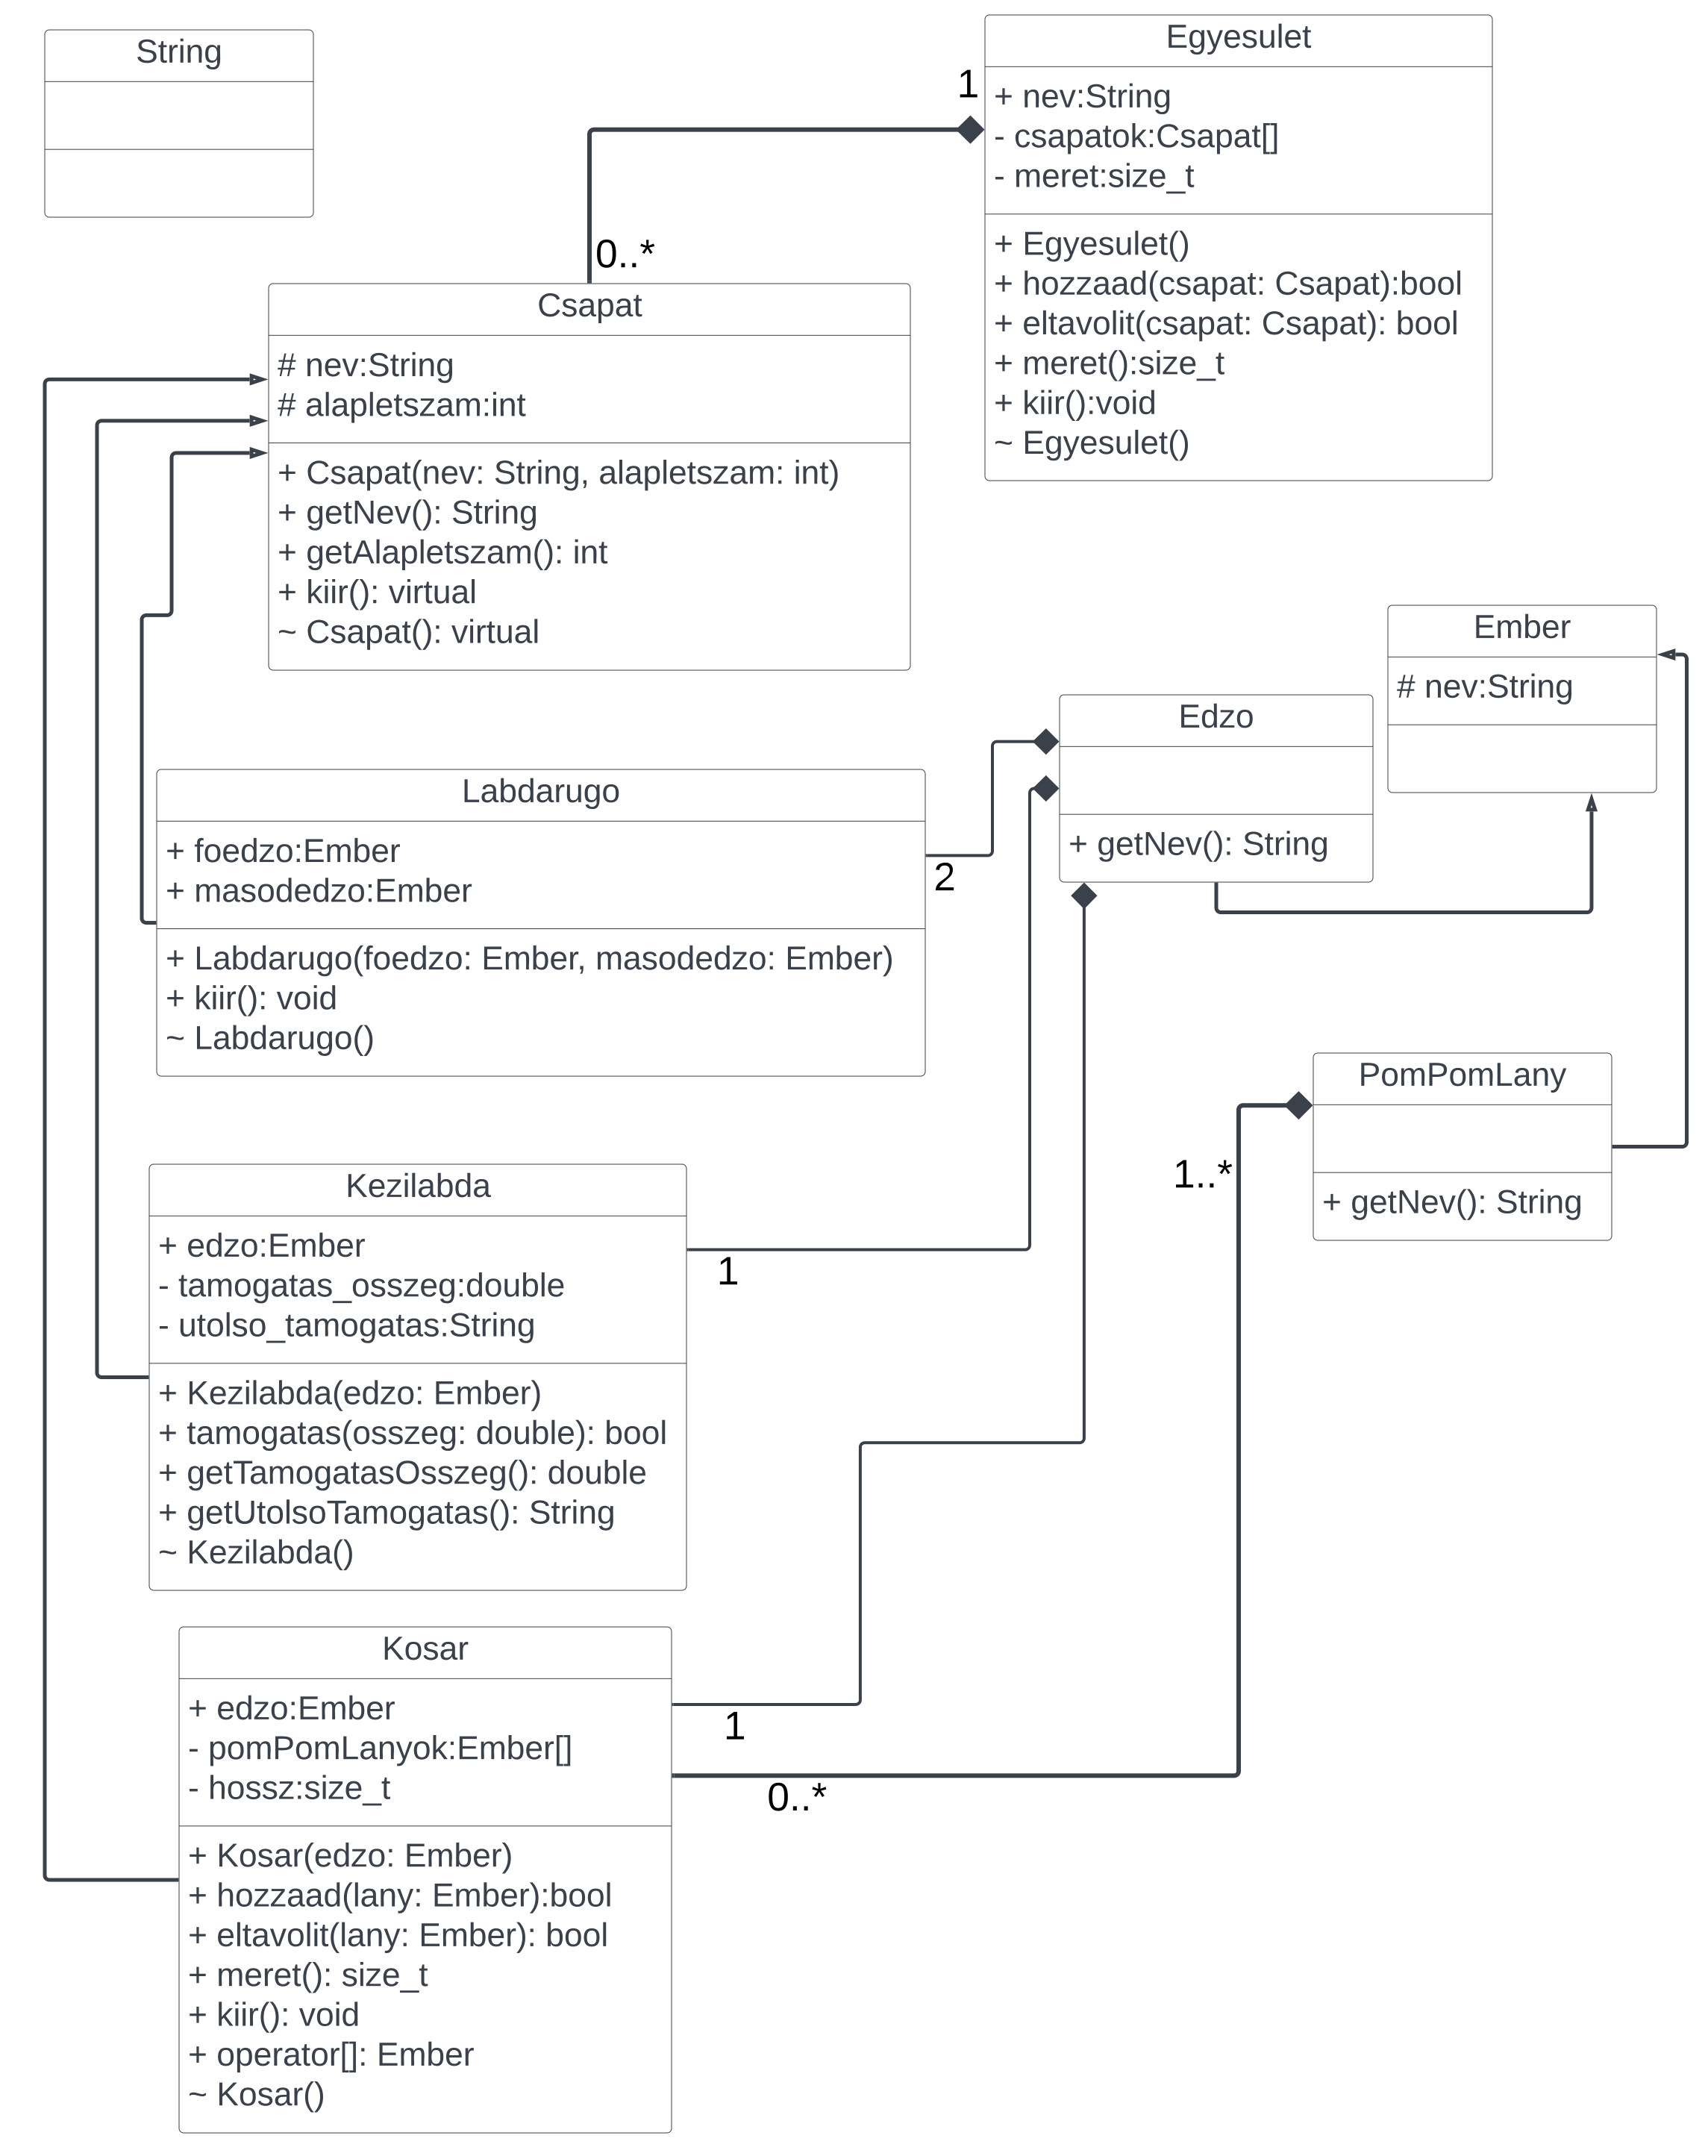 String
Egyesulet
+ nev:String
- csapatok:Csapat[]
- meret:size_t
+ Egyesulet()
+ hozzaad(csapat: Csapat):bool
+ eltavolit(csapat: Csapat): bool
+ meret():size_t
+ kiir():void
~ Egyesulet()
1
0..*
Csapat
# nev:String
# alapletszam:int
+ Csapat(nev: String, alapletszam: int)
+ getNev(): String
+ getAlapletszam(): int
+ kiir(): virtual
~ Csapat(): virtual
Ember
# nev:String
Edzo
+ getNev(): String
Labdarugo
+ foedzo:Ember
+ masodedzo:Ember
+ Labdarugo(foedzo: Ember, masodedzo: Ember)
+ kiir(): void
~ Labdarugo()
2
PomPomLany
+ getNev(): String
1..*
Kezilabda
+ edzo:Ember
- tamogatas_osszeg:double
- utolso_tamogatas:String
+ Kezilabda(edzo: Ember)
+ tamogatas(osszeg: double): bool
+ getTamogatasOsszeg(): double
+ getUtolsoTamogatas(): String
~ Kezilabda()
1
Kosar
+ edzo:Ember
- pomPomLanyok:Ember[]
- hossz:size_t
+ Kosar(edzo: Ember)
+ hozzaad(lany: Ember):bool
+ eltavolit(lany: Ember): bool
+ meret(): size_t
+ kiir(): void
+ operator[]: Ember
~ Kosar()
1
0..*